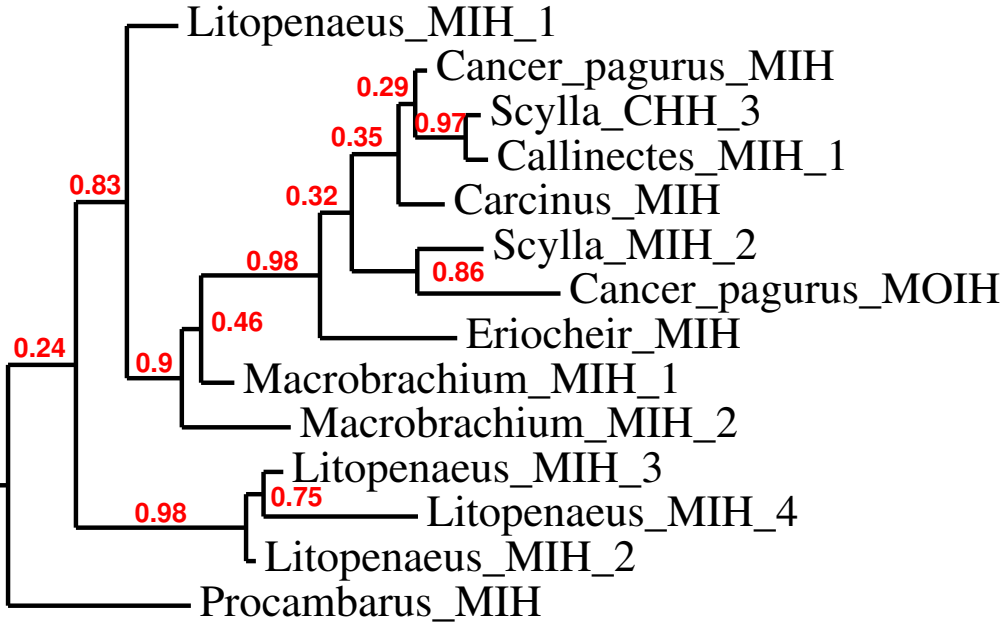 Litopenaeus_MIH_1
Cancer_pagurus_MIH
0.29
Scylla_CHH_3
0.97
0.35
Callinectes_MIH_1
0.83
0.32
Carcinus_MIH
Scylla_MIH_2
0.98
0.86
Cancer_pagurus_MOIH
0.46
Eriocheir_MIH
0.24
0.9
Macrobrachium_MIH_1
Macrobrachium_MIH_2
Litopenaeus_MIH_3
0.75
0.98
Litopenaeus_MIH_4
Litopenaeus_MIH_2
Procambarus_MIH